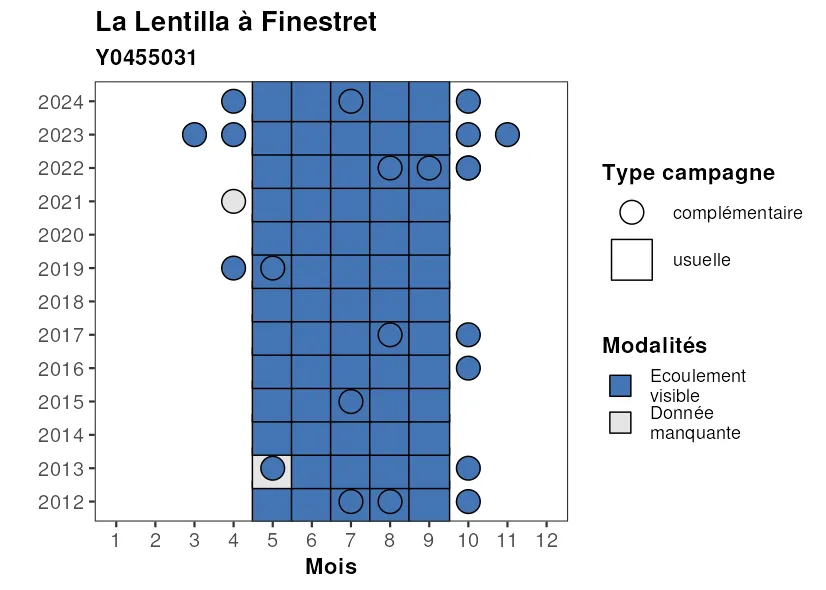 La Lentilla à Finestret
Y0455031
2024
2023
2022
2021
2020
2019
2018
2017
2016
2015
2014
2013
2012
1 2 3 4 5 6 7 8 9 10 11 12
Mois
Type campagne
complémentaire
usuelle
Modalités
Ecoulement
visible
Donnée
manquante